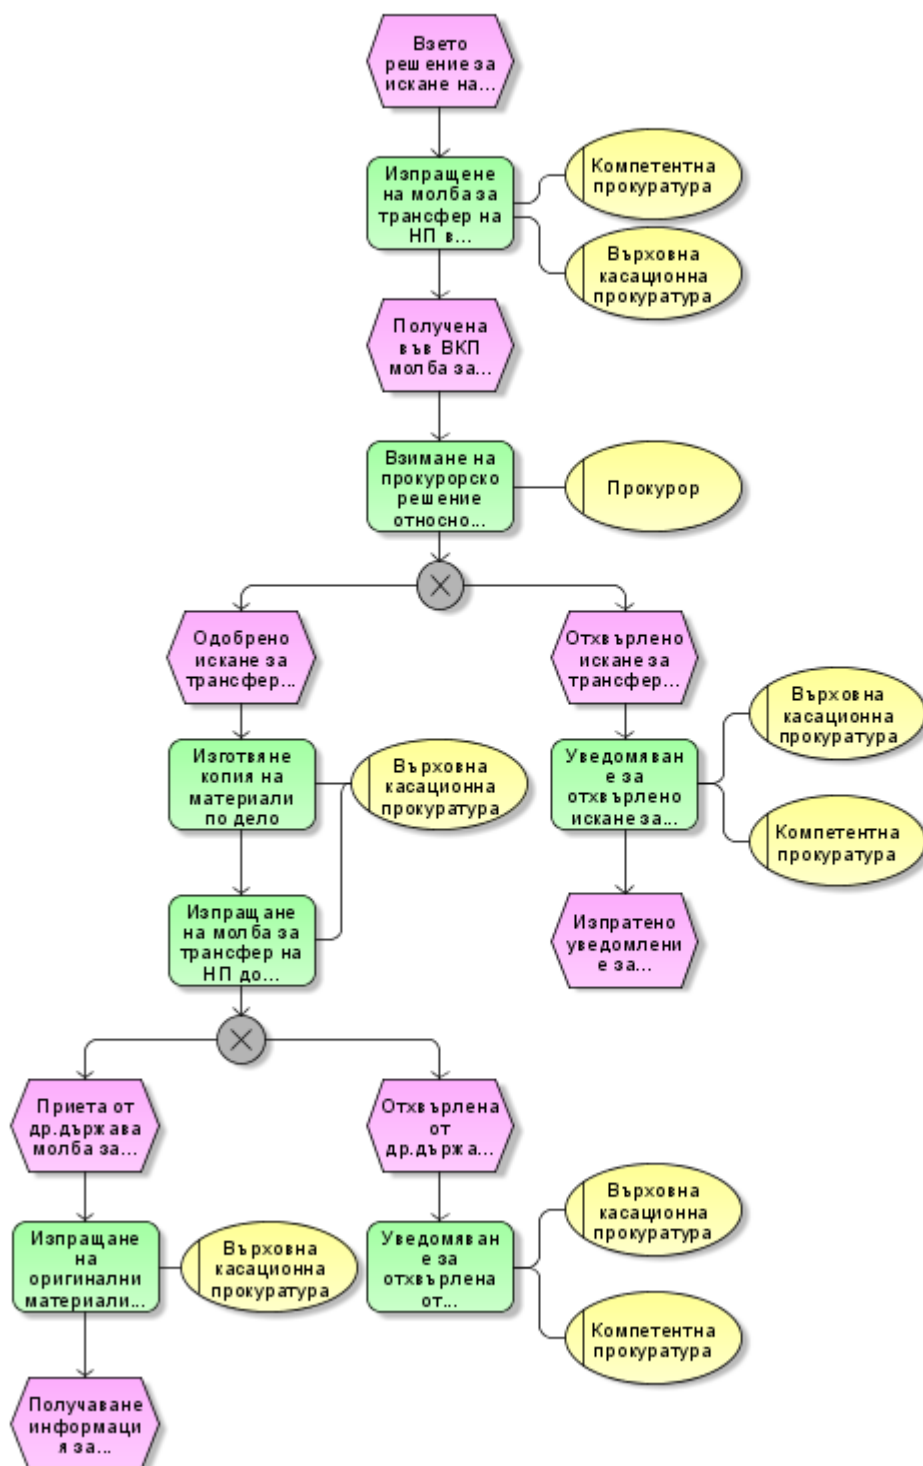 Взето
решение за
искане на...
Изпращене
на молба за
трансфер на
НП в...
Компетентна
прокуратура
Върховна
касационна
прокуратура
Получена
във ВКП
молба за...
Взимане на
прокурорско
решение
относно...
Прокурор
Одобрено
искане за
трансфер...
Отхвърлено
искане за
трансфер...
Изготвяне
копия на
материали
по дело
Върховна
касационна
прокуратура
Уведомяван
е за
отхвърлено
искане за...
Върховна
касационна
прокуратура
Компетентна
прокуратура
Изпращане
на молба за
трансфер на
НП до...
Изпратено
уведомлени
е за...
Приета от
др.държава
молба за...
Отхвърлена
от
др.държа...
Изпращане
на
оригинални
материали...
Върховна
касационна
прокуратура
Уведомяван
е за
отхвърлена
от...
Върховна
касационна
прокуратура
Компетентна
прокуратура
Получаване
информаци
я за...